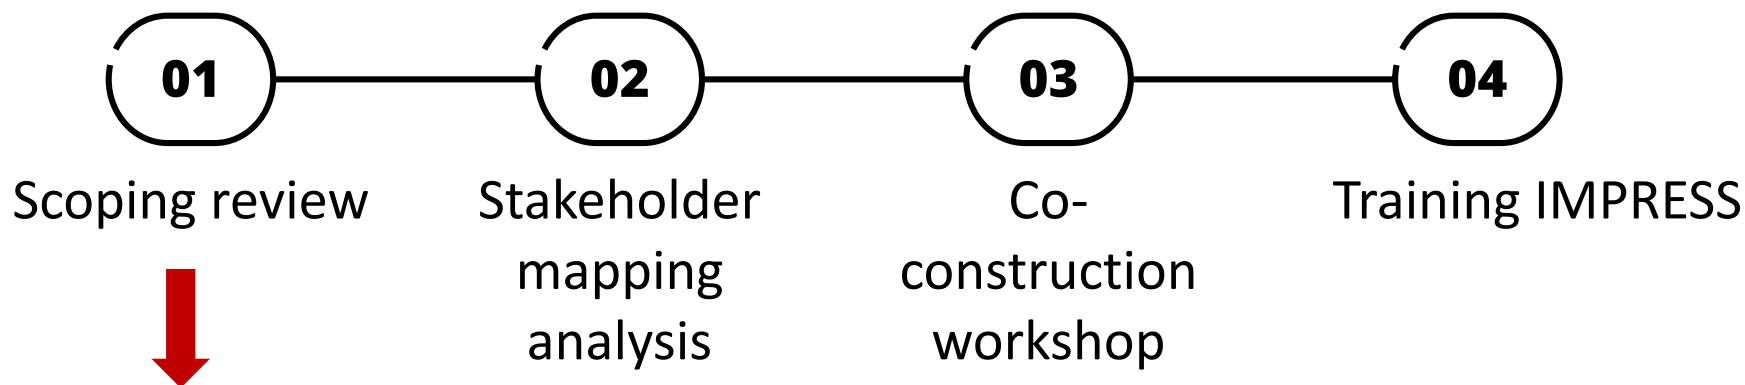 01
02
03
04
Scoping review
Stakeholder
mapping
analysis
Co-
construction
workshop
Training IMPRESS